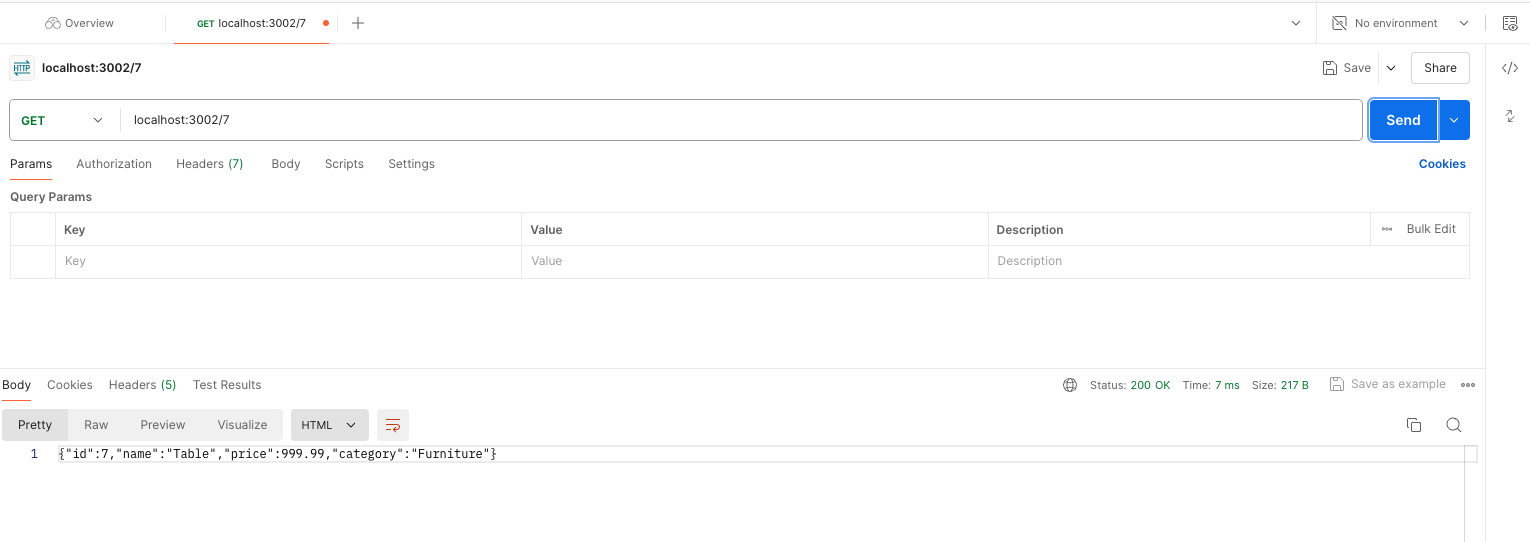 Overview
GET localhost:3002/7
No environment
HTTP localhost:3002/7
Save
Share
GET localhost:3002/7
Send
Params Authorization Headers (7) Body Scripts Settings
Cookies
Query Params
Key Value Description Bulk Edit
Key Value Description
Body Cookies Headers (5) Test Results
Status: 200 OK Time: 7 ms Size: 217 B Save as example
Pretty Raw Preview Visualize HTML
1 {"id":7,"name":"Table","price":999.99,"category":"Furniture"}